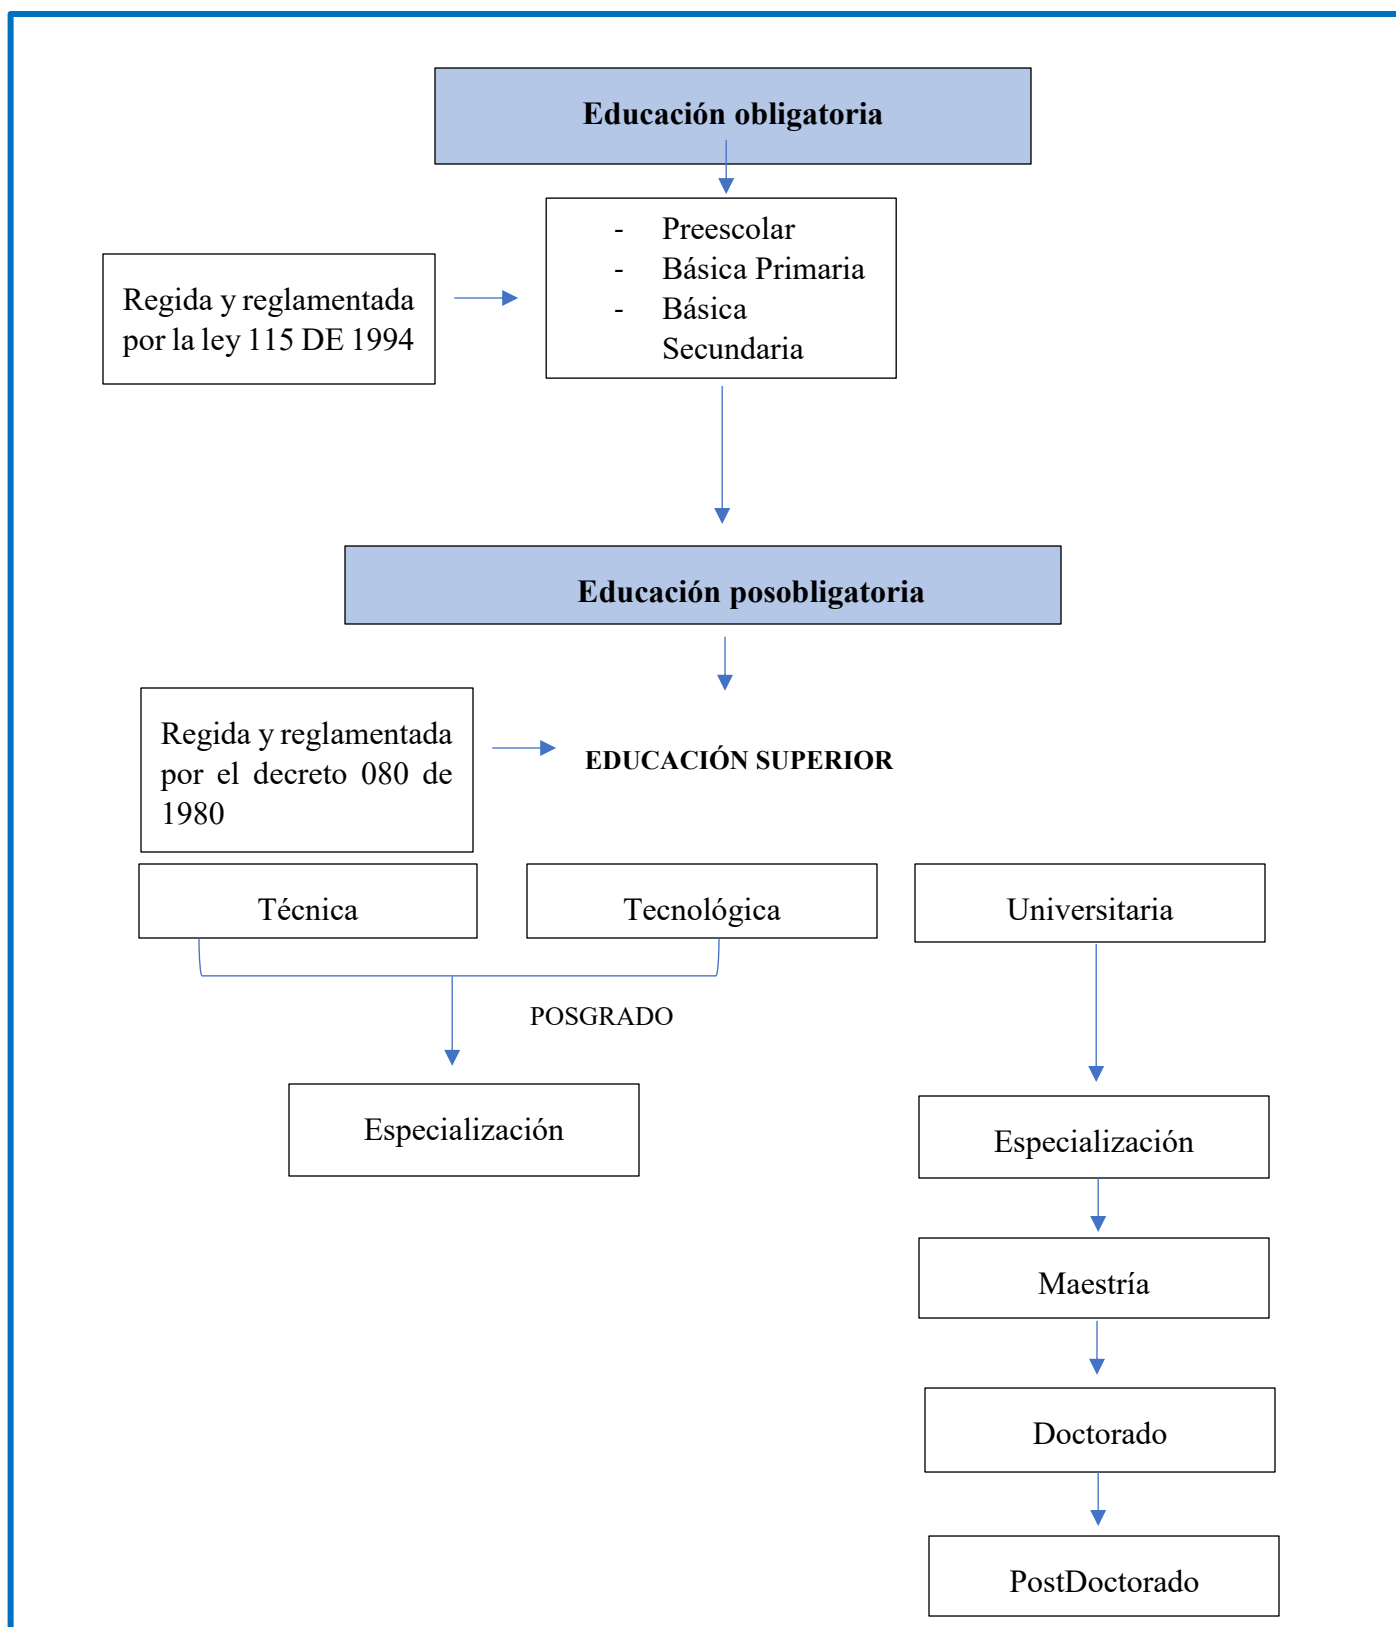 Educación obligatoria
- Preescolar
- Básica Primaria
- Básica
Secundaria
Regida y reglamentada
por la ley 115 DE 1994
Educación posobligatoria
Regida y reglamentada
por el decreto 080 de
1980
EDUCACIÓN SUPERIOR
Técnica
Tecnológica
Universitaria
POSGRADO
Especialización
Especialización
Maestría
Doctorado
PostDoctorado